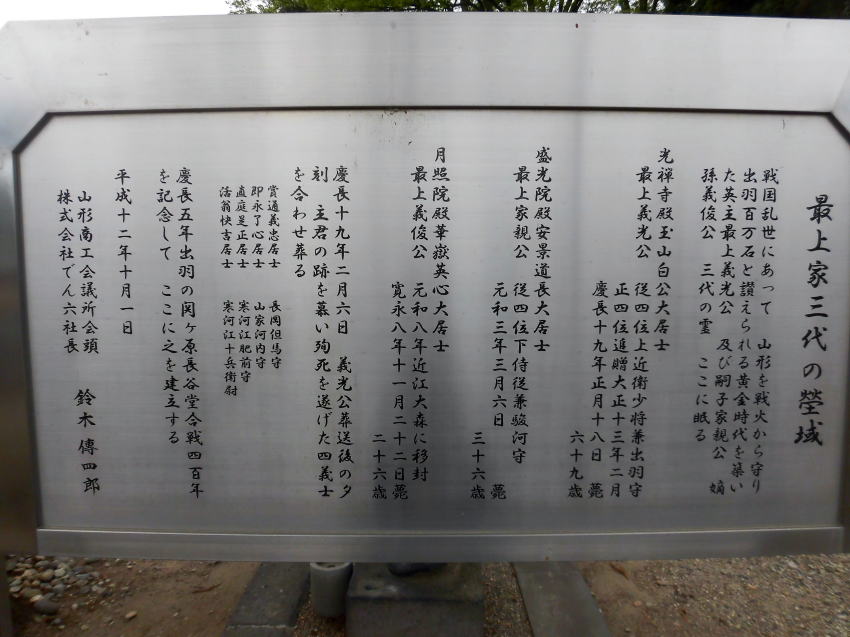 最上家三代の塋域
戦国乱世にあって　山形を戦火から守り
出羽百万石と讃えられる黄金時代を築い
た英主最上義光公　及び嗣子家親公　嫡
孫義俊公　三代の霊　ここに眠る
光禅寺殿玉山白公大居士
最上義光公　従四位上近衛少将兼出羽守
正四位追贈大正十三年二月
慶長十九年正月十八日　薨
六十九歳
盛光院殿安景道長大居士
最上家親公　従四位下侍従兼駿河守
元和三年三月六日　薨
三十六歳
月照院殿華嶽英心大居士
最上義俊公　元和八年近江大森に移封
寛永八年十一月二十二日薨
二十六歳
慶長十九年二月六日　義光公葬送後の夕
刻　主君の跡を慕い殉死を遂げた四義士
を合わせ葬る
賞通義忠居士　長岡但馬守
即永了心居士　山家河内守
直庭是正居士　寒河江肥前守
活翁快吉居士　寒河江十兵衛尉
慶長五年出羽の関ヶ原長谷堂合戦四百年
を記念して　ここに之を建立する
平成十二年十月一日
山形商工会議所会頭
株式会社でん六社長　鈴木傳四郎